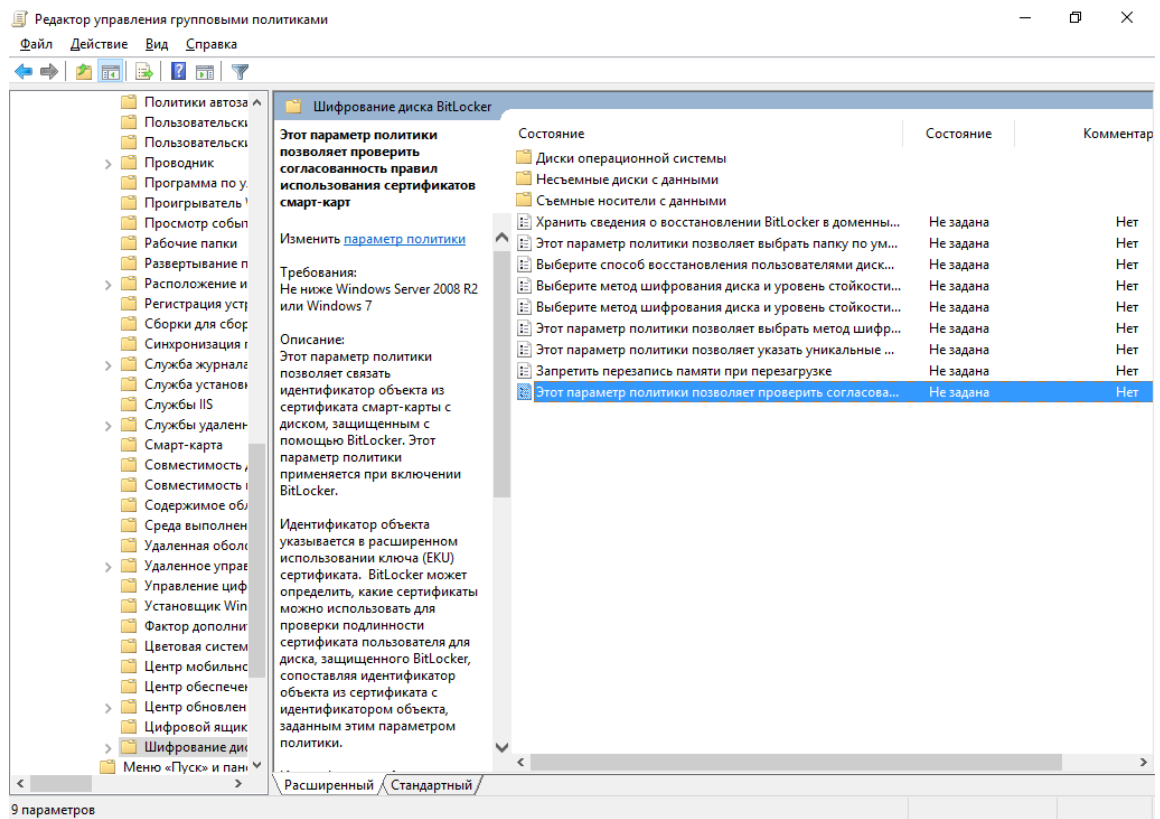 Редактор управления групповыми политиками
Файл Действие Вид Справка
Политики автоза
Пользовательски
Пользовательски
Проводник
Программа по у
Проигрыватель
Просмотр событ
Рабочие папки
Развертывание п
Расположение и
Регистрация устр
Сборки для сбор
Синхронизация
Служба журнала
Служба установ
Службы IIS
Службы удаленн
Смарт-карта
Совместимость
Совместимость
Содержимое обл
Среда выполнен
Удаленная оболо
Удаленное управ
Управление циф
Установщик Win
Фактор дополни
Цветовая систем
Центр мобильнс
Центр обеспечен
Центр обновлен
Цифровой ящик
Шифрование дис
Меню «Пуск» и пан
Шифрование диска BitLocker
Этот параметр политики
позволяет проверить
согласованность правил
использования сертификатов
смарт-карт
Изменить параметр политики
Требования:
Не ниже Windows Server 2008 R2
или Windows 7
Описание:
Этот параметр политики
позволяет связать
идентификатор объекта из
сертификата смарт-карты с
диском, защищенным с
помощью BitLocker. Этот
параметр политики
применяется при включении
BitLocker.
Идентификатор объекта
указывается в расширенном
использовании ключа (EKU)
сертификата. BitLocker может
определить, какие сертификаты
можно использовать для
проверки подлинности
сертификата пользователя для
диска, защищенного BitLocker,
сопоставляя идентификатор
объекта из сертификата с
идентификатором объекта,
заданным этим параметром
политики.
Состояние Состояние Комментар
Диски операционной системы
Несъемные диски с данными
Съемные носители с данными
Хранить сведения о восстановлении BitLocker в доменны... Не задана Нет
Этот параметр политики позволяет выбрать папку по ум... Не задана Нет
Выберите способ восстановления пользователями диск... Не задана Нет
Выберите метод шифрования диска и уровень стойкости... Не задана Нет
Выберите метод шифрования диска и уровень стойкости... Не задана Нет
Этот параметр политики позволяет выбрать метод шифр... Не задана Нет
Этот параметр политики позволяет указать уникальные ... Не задана Нет
Запретить перезапись памяти при перезагрузке Не задана Нет
Этот параметр политики позволяет проверить согласова... Не задана Нет
Расширенный Стандартный
9 параметров